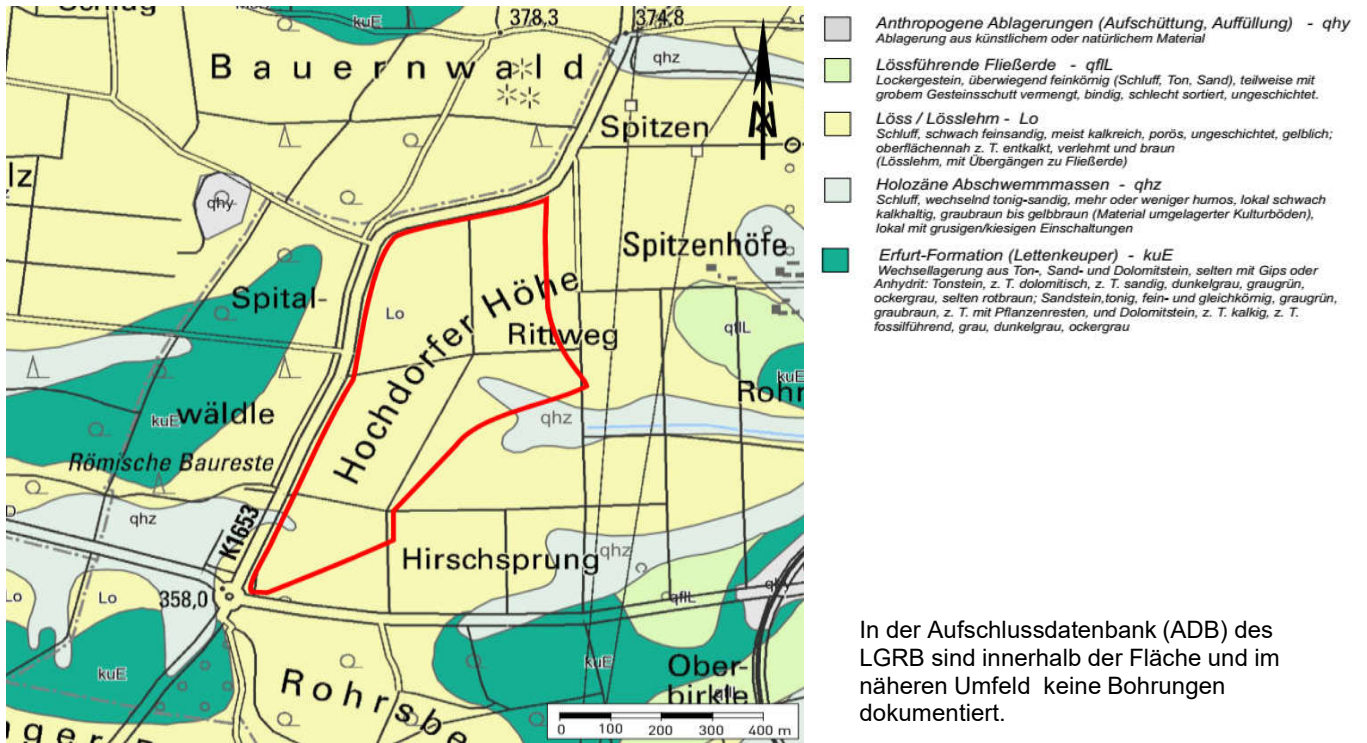 378,3
374,8
Bauernwald
qhz
kuE
N
Spitzen
lz
qhy
Spitzenhöfe
Lo
Spital-
Hochdorfer Höhe
Rittweg
qflL
kuE
Rohr
kuE
wäldle
qhz
Römische Baureste
qhz
K1653
Hirschsprung
qhz
Lo
Lo
358,0
qflL
kuE
kuE
Ober-
birkle
Rohrsbe
0 100 200 300 400 m
Anthropogene Ablagerungen (Aufschüttung, Auffüllung) - qhy
Ablagerung aus künstlichem oder natürlichem Material
Lössführende Fließerde - qflL
Lockergestein, überwiegend feinkörnig (Schluff, Ton, Sand), teilweise mit
grobem Gesteinsschutt vermengt, bindig, schlecht sortiert, ungeschichtet.
Löss / Lösslehm - Lo
Schluff, schwach feinsandig, meist kalkreich, porös, ungeschichtet, gelblich;
oberflächennah z. T. entkalkt, verlehmt und braun
(Lösslehm, mit Übergängen zu Fließerde)
Holozäne Abschwemmmassen - qhz
Schluff, wechselnd tonig-sandig, mehr oder weniger humos, lokal schwach
kalkhaltig, graubraun bis gelbbraun (Material umgelagerter Kulturböden),
lokal mit grusigen/kiesigen Einschaltungen
Erfurt-Formation (Lettenkeuper) - kuE
Wechsellagerung aus Ton-, Sand- und Dolomitstein, selten mit Gips oder
Anhydrit: Tonstein, z. T. dolomitisch, z. T. sandig, dunkelgrau, graugrün,
ockergrau, selten rotbraun; Sandstein,tonig, fein- und gleichkörnig, graugrün,
graubraun, z. T. mit Pflanzenresten, und Dolomitstein, z. T. kalkig, z. T.
fossilführend, grau, dunkelgrau, ockergrau
In der Aufschlussdatenbank (ADB) des
LGRB sind innerhalb der Fläche und im
näheren Umfeld keine Bohrungen
dokumentiert.